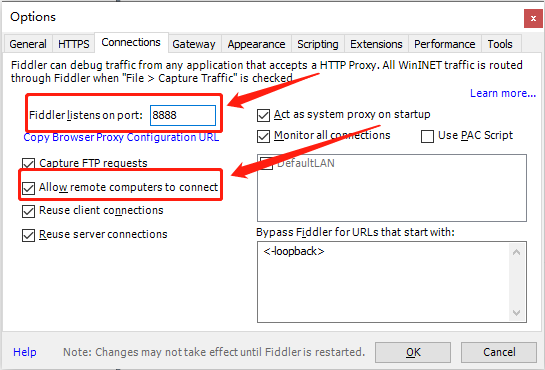 Options
General HTTPS Connections Gateway Appearance Scripting Extensions Performance Tools
Fiddler can debug traffic from any application that accepts a HTTP Proxy. All WinINET traffic is routed
through Fiddler when "File > Capture Traffic" is checked.
Learn more...
Fiddler listens on port: 8888
Copy Browser Proxy Configuration URL
Capture FTP requests
Allow remote computers to connect
Reuse client connections
Reuse server connections
Act as system proxy on startup
Monitor all connections Use PAC Script
DefaultLAN
Bypass Fiddler for URLs that start with:
<-loopback>
Help Note: Changes may not take effect until Fiddler is restarted. OK Cancel